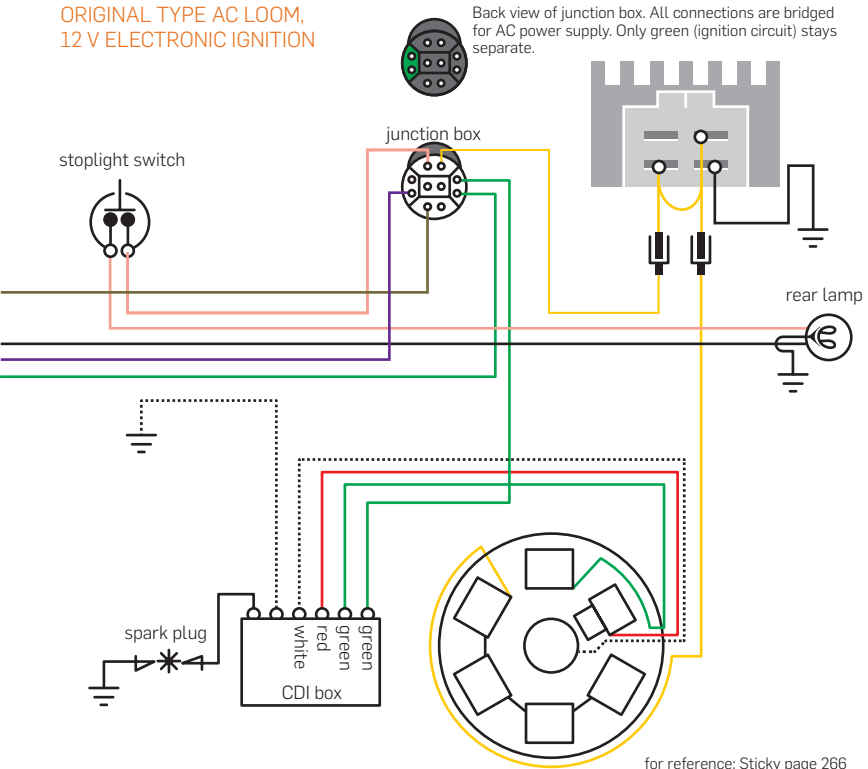 ORIGINAL TYPE AC LOOM,
12 V ELECTRONIC IGNITION
Back view of junction box. All connections are bridged
for AC power supply. Only green (ignition circuit) stays
separate.
junction box
stoplight switch
rear lamp
spark plug
white
red
green
green
CDI box
for reference: Sticky page 266